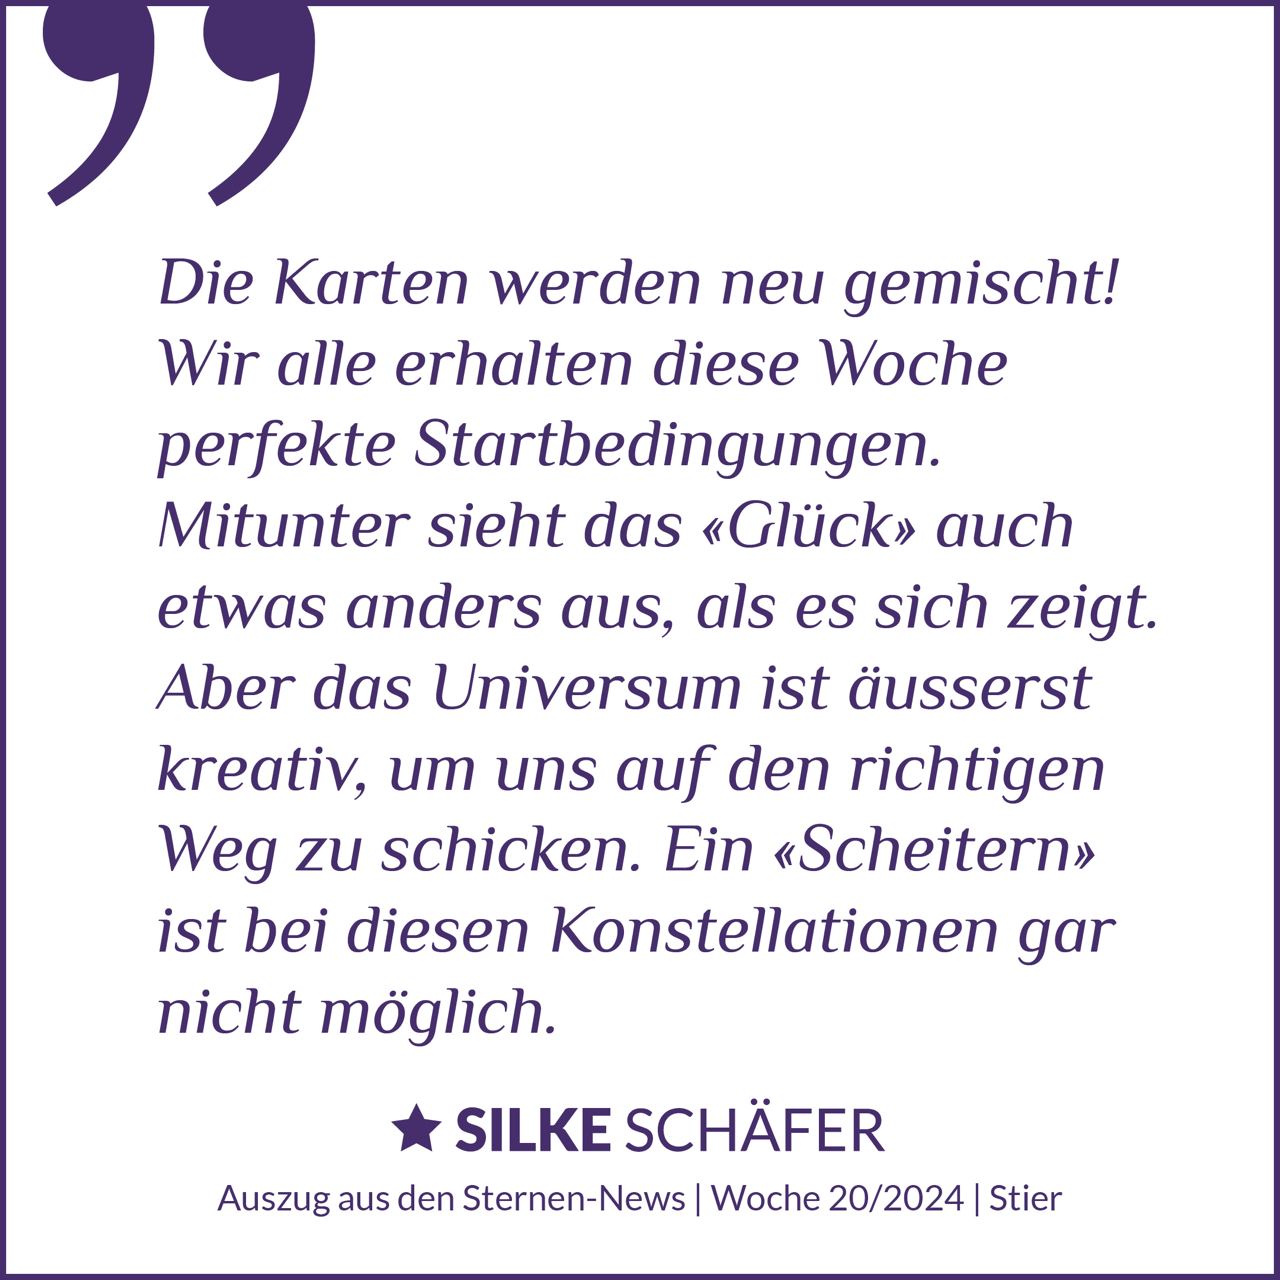 ”
Die Karten werden neu gemischt!
Wir alle erhalten diese Woche
perfekte Startbedingungen.
Mitunter sieht das «Glück» auch
etwas anders aus, als es sich zeigt.
Aber das Universum ist äusserst
kreativ, um uns auf den richtigen
Weg zu schicken. Ein «Scheitern»
ist bei diesen Konstellationen gar
nicht möglich.
★ SILKE SCHÄFER
Auszug aus den Sternen-News | Woche 20/2024 | Stier